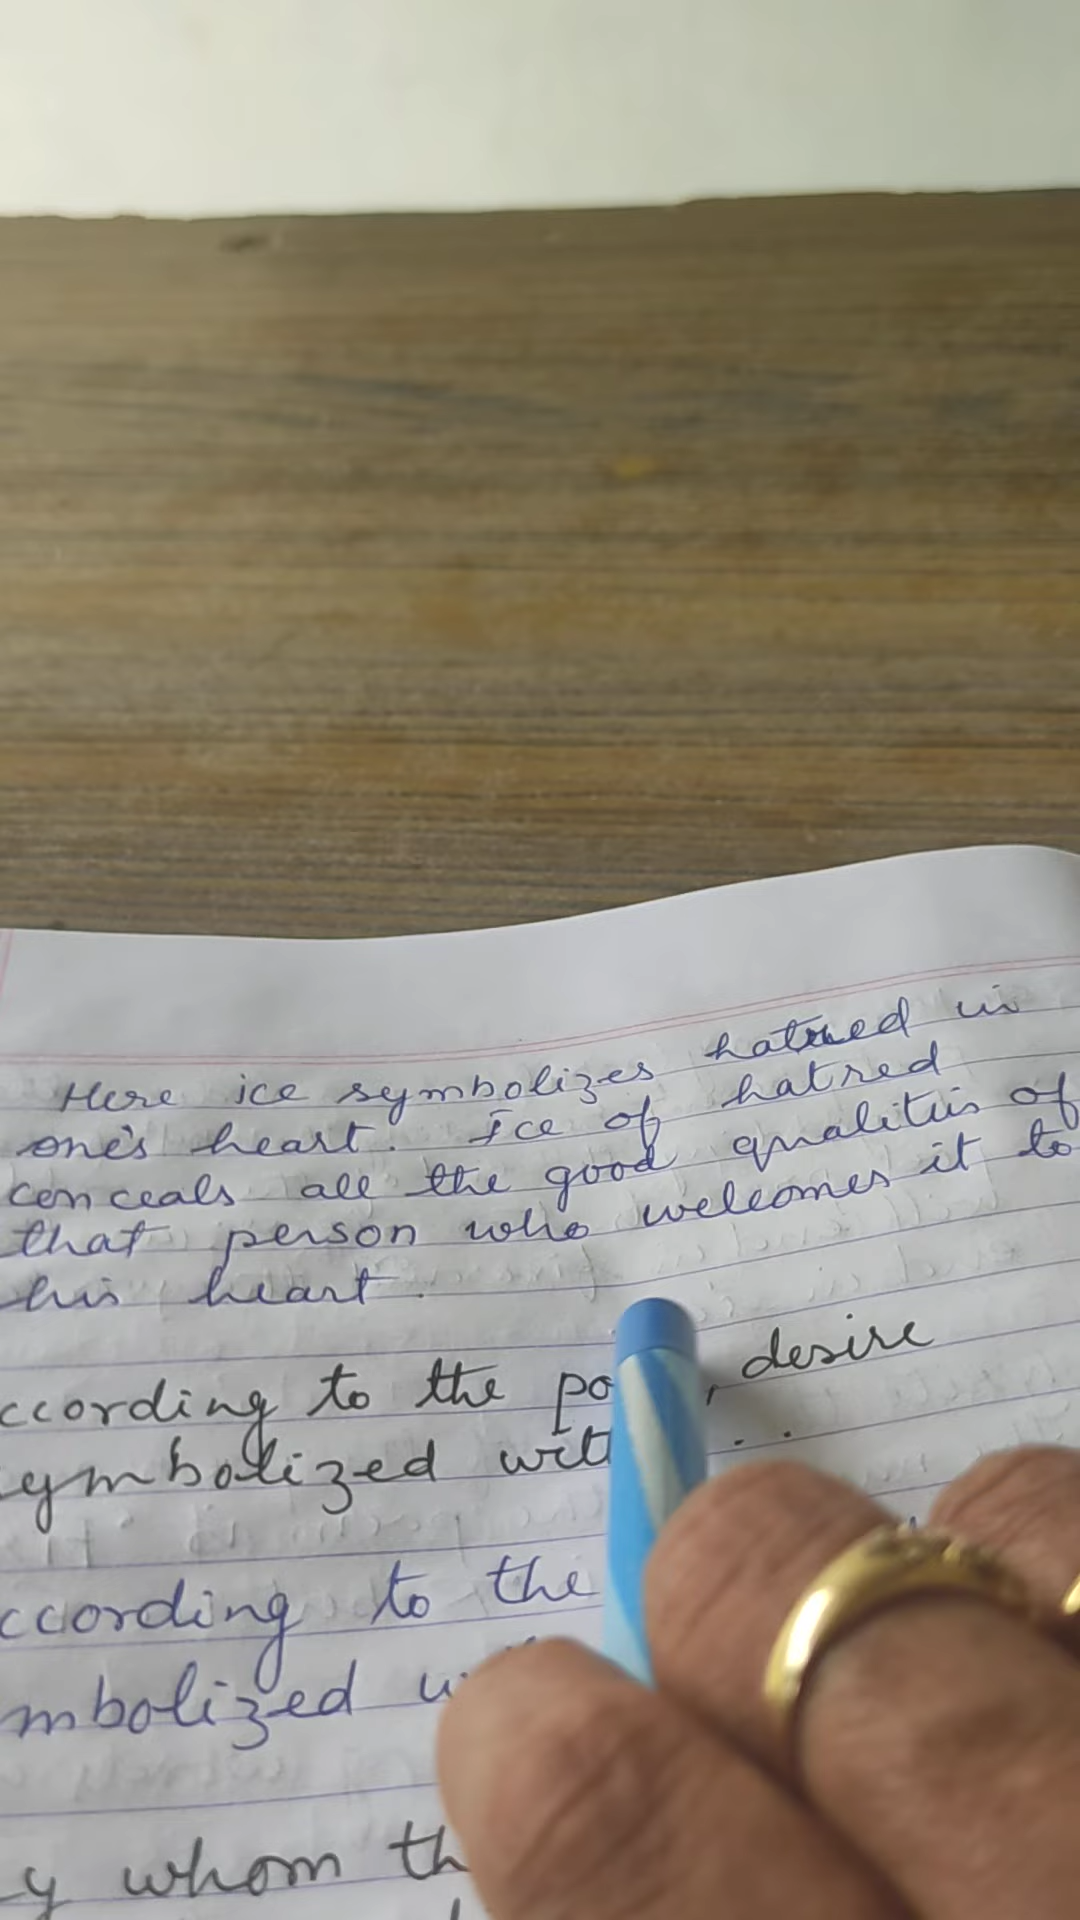 Here ice symbolizes hatred in
one's heart. Ice of hatred
conceals all the good qualities of
that person who welcomes it to
his heart.
ccording to the po , desire
ymbolized wit ...
ccording to the
mbolized
y whom th